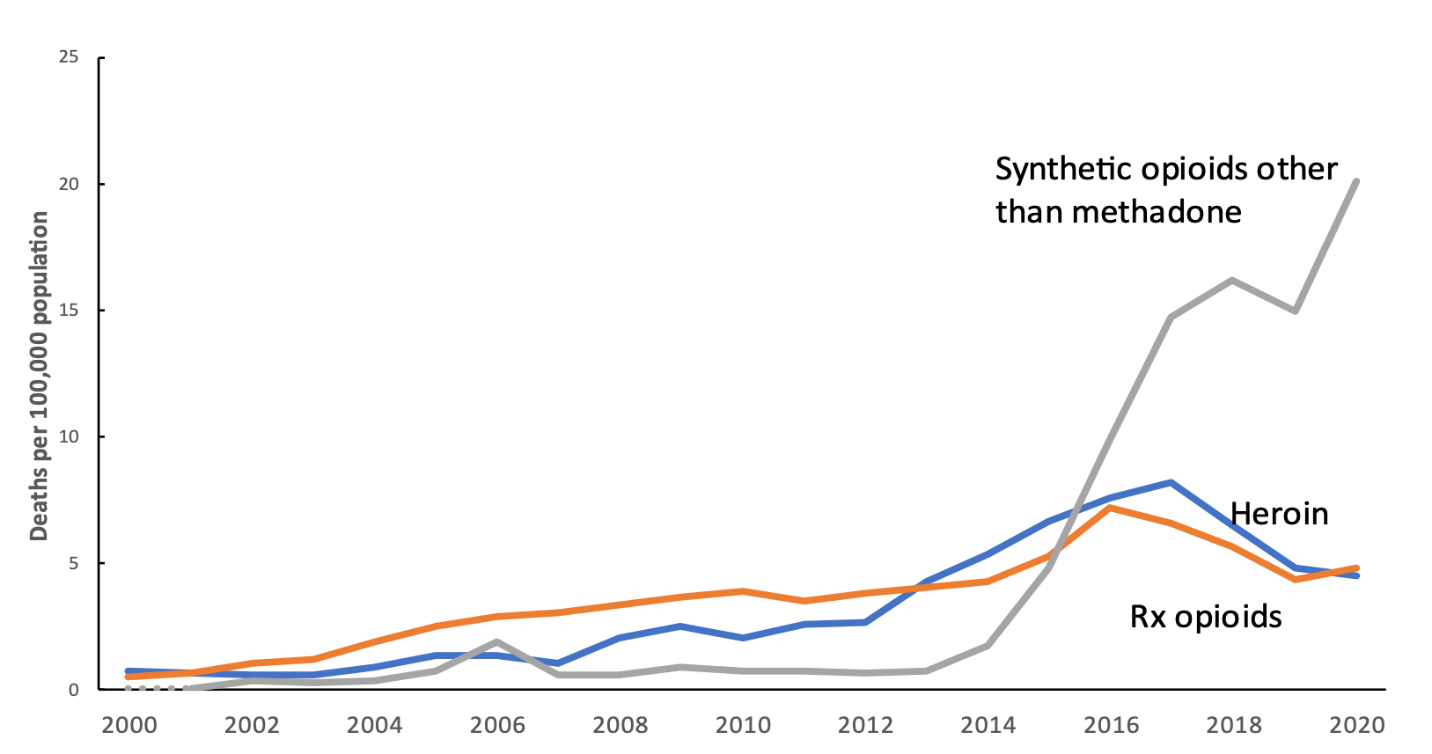 25
20
15
10
5
0
Deaths per 100,000 population
Synthetic opioids other
than methadone
Heroin
Rx opioids
2000 2002 2004 2006 2008 2010 2012 2014 2016 2018 2020